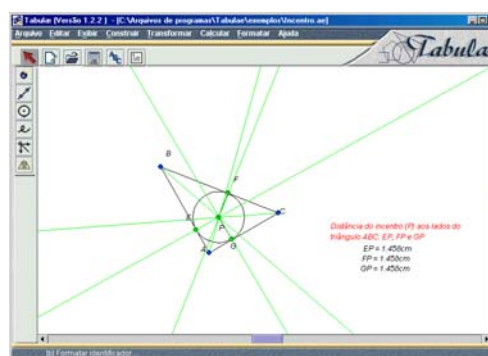 Tabulæ (Versão 1.2.2 ) - [C:\Arquivos de programas\Tabulae\exemplos\Incentro.ae]
Arquivo Editar Exibir Construir Transformar Calcular Formatar Ajuda
Tabulæ
B
F
C
P
E
A
G
Distância do incentro (P) aos lados do
triângulo ABC: EP, FP e GP
EP = 1.458cm
FP = 1.458cm
GP = 1.458cm
Formatar identificador